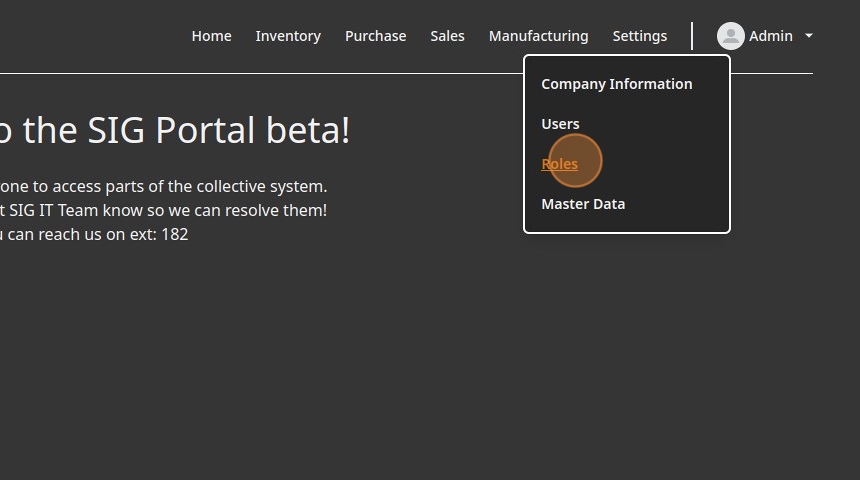 Home Inventory Purchase Sales Manufacturing Settings Admin
Company Information
Users
Roles
Master Data
the SIG Portal beta!
one to access parts of the collective system.
SIG IT Team know so we can resolve them!
can reach us on ext: 182